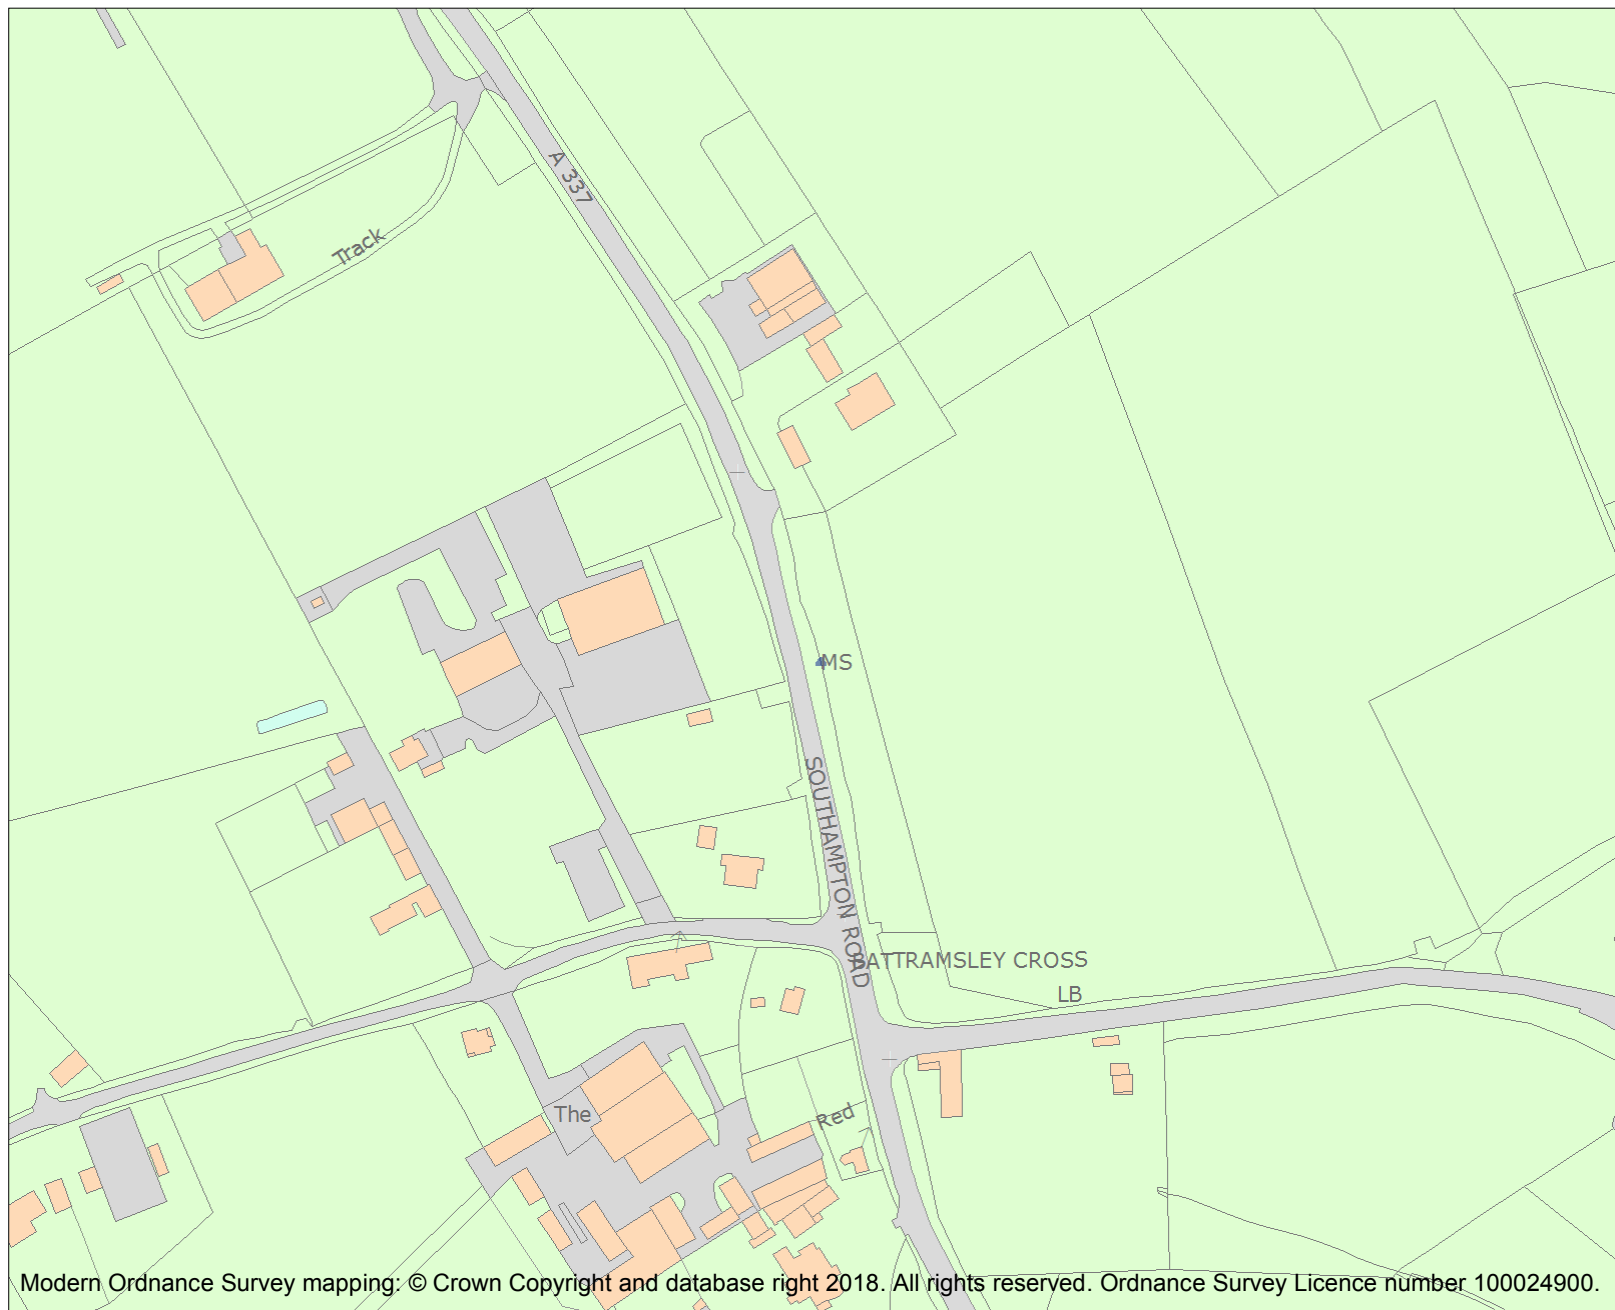 A 337
Track
MS
SOUTHAMPTON ROAD
BATTRAMSLEY CROSS
LB
The
Red
Modern Ordnance Survey mapping: © Crown Copyright and database right 2018. All rights reserved. Ordnance Survey Licence number 100024900.